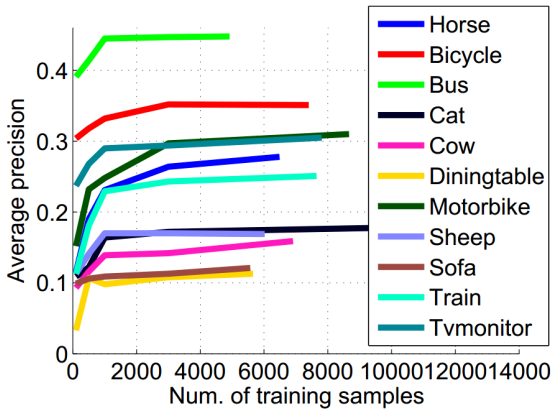 Horse
Bicycle
Bus
Cat
Cow
Diningtable
Motorbike
Sheep
Sofa
Train
Tvmonitor
Average precision
0.4
0.3
0.2
0.1
0
0 2000 4000 6000 8000 10000 12000 14000
Num. of training samples